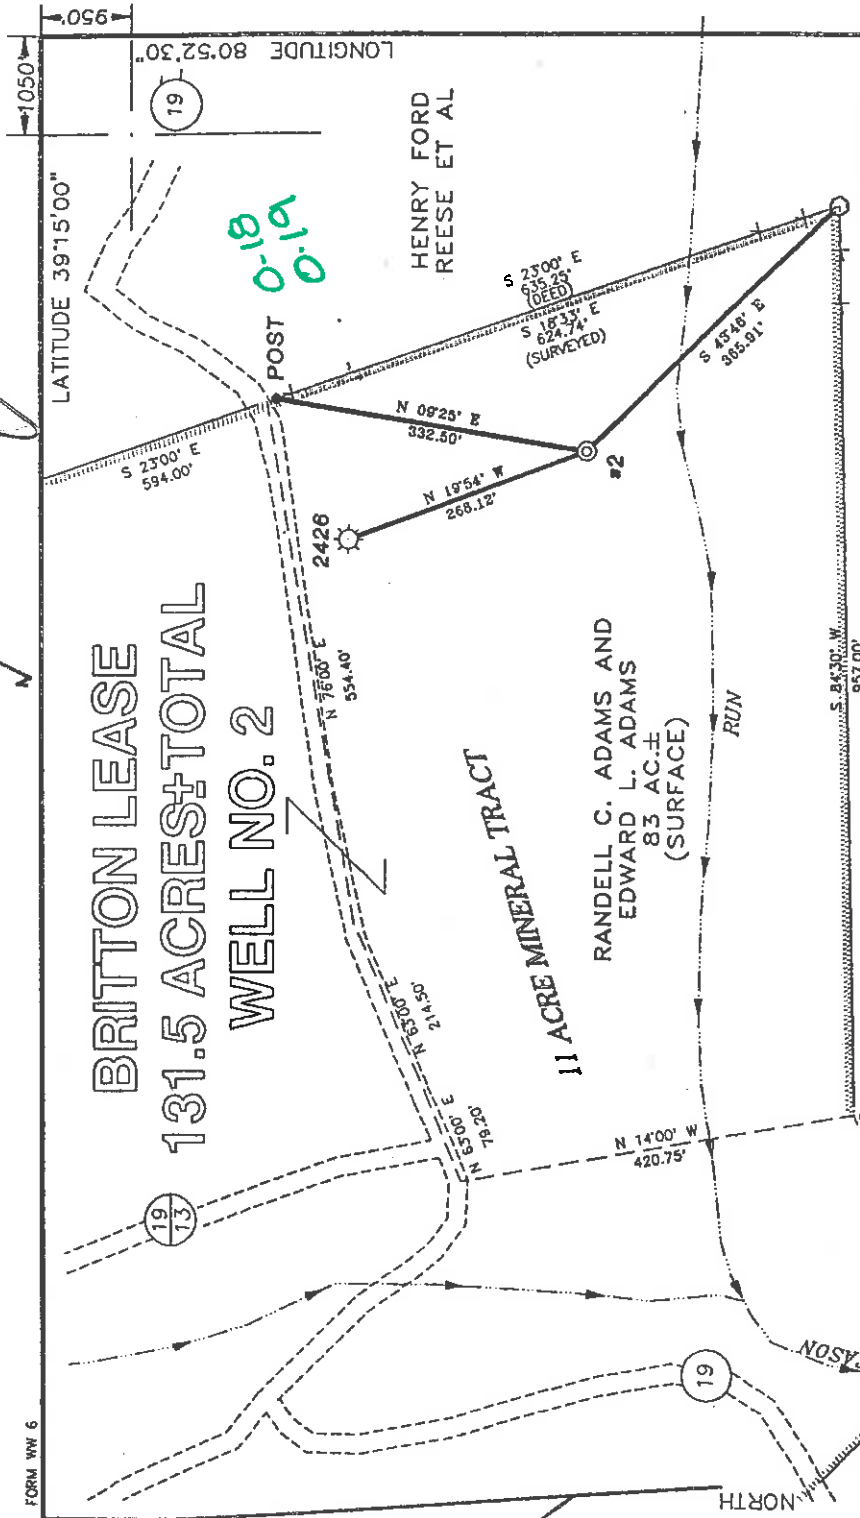 FORM WW 6
950'
1050'
LATITUDE 39°15'00"
LONGITUDE 80°52'30"
19
0-18
0.19
HENRY FORD
REESE ET AL
POST
S 23°00' E
594.00'
S 23°00' E
635.25'
(DEED)
S 18°33' E
624.74'
(SURVEYED)
N 09°25' E
332.50'
N 19°54' W
268.12'
S 43°48' E
365.91'
2426
#2
N
BRITTON LEASE
131.5 ACRES±TOTAL
WELL NO. 2
N 76°00' E
554.40'
N 63°00' E
214.50'
N 63°00' E
79.20'
11 ACRE MINERAL TRACT
RANDELL C. ADAMS AND
EDWARD L. ADAMS
83 AC.±
(SURFACE)
RUN
S 84°30' W
957.00'
N 14°00' W
420.75'
19
13
19
NORTH